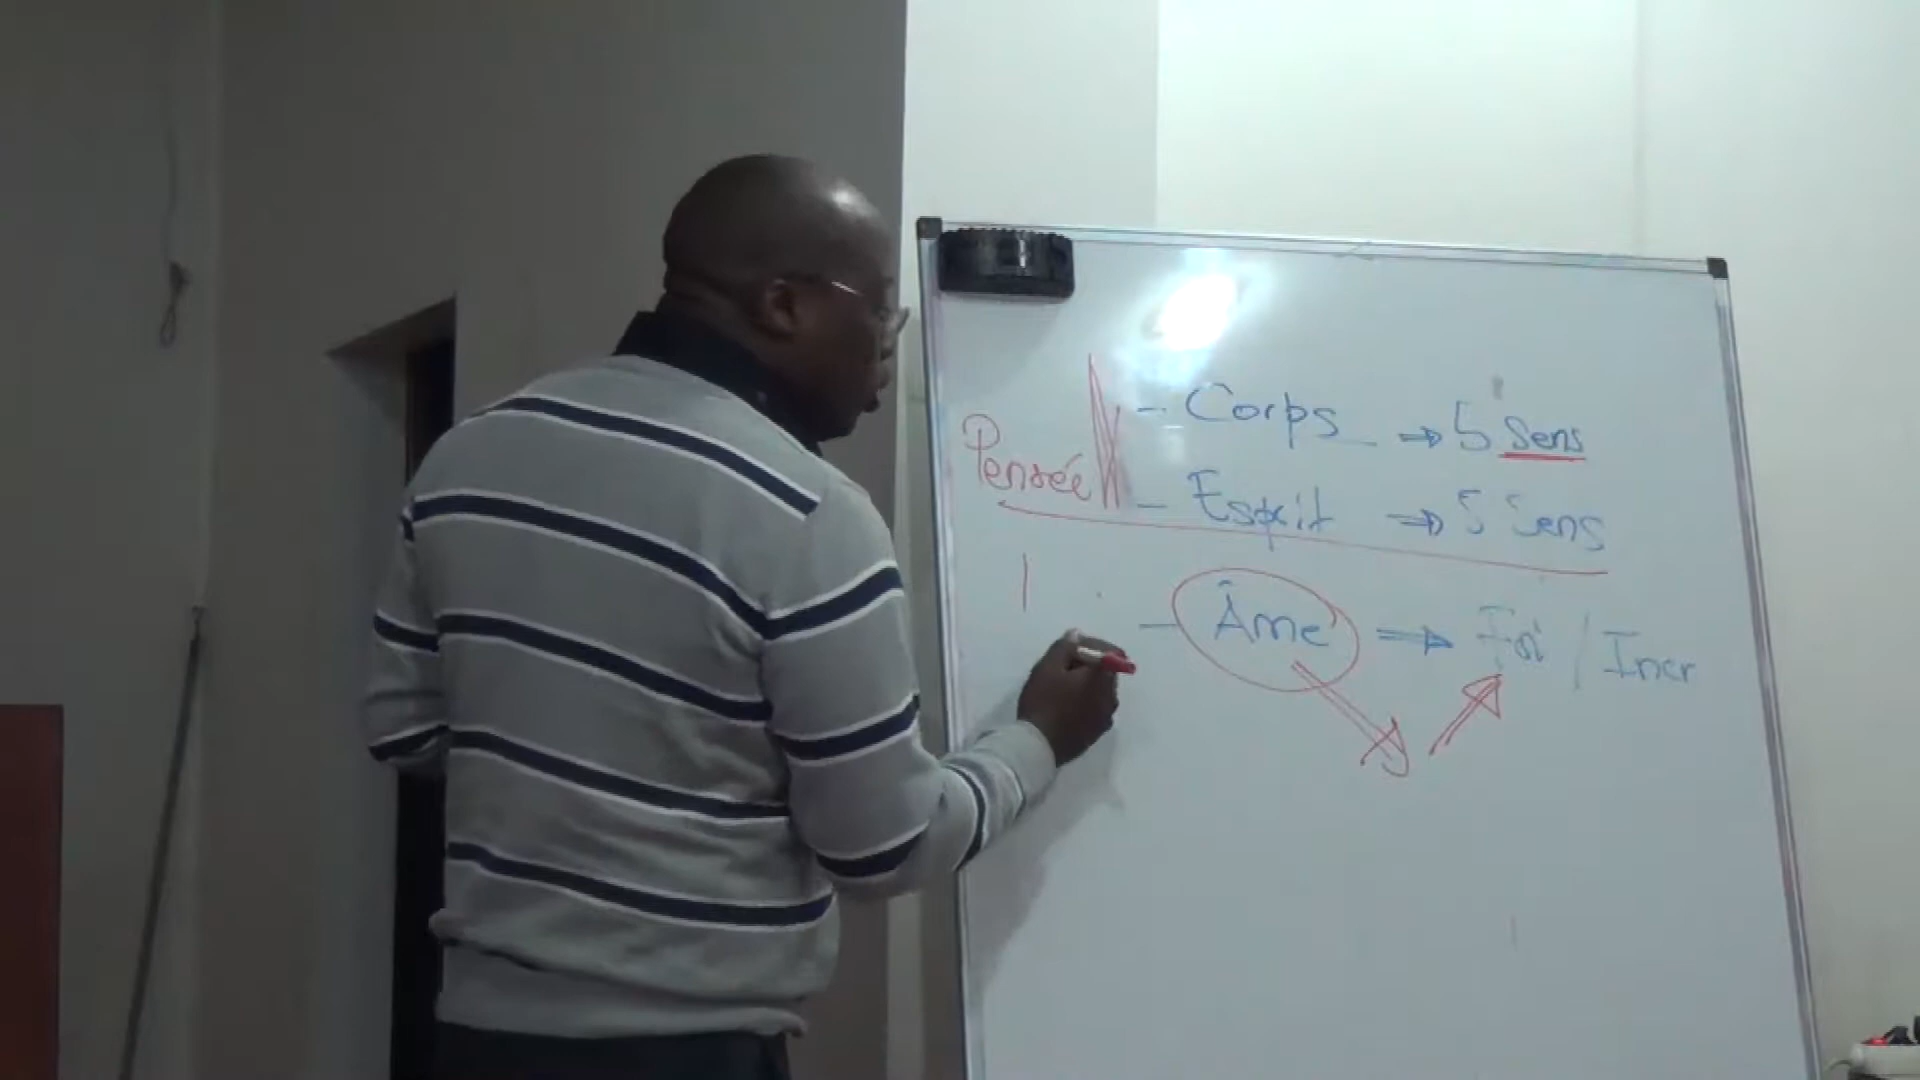 - Corps → 5 Sens
Pensée
- Esprit → 5 Sens
- Âme → Foi / Incr